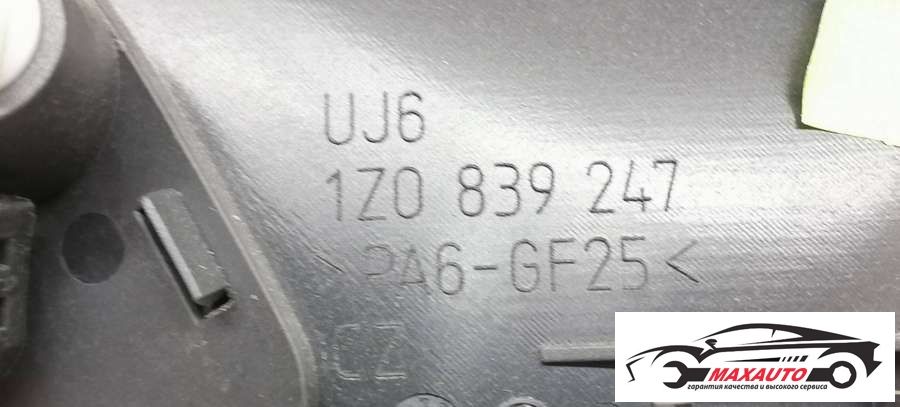 UJ6
1Z0 839 247
>PA6-GF25<
CZ
MAXAUTO
гарантия качества и высокого сервиса